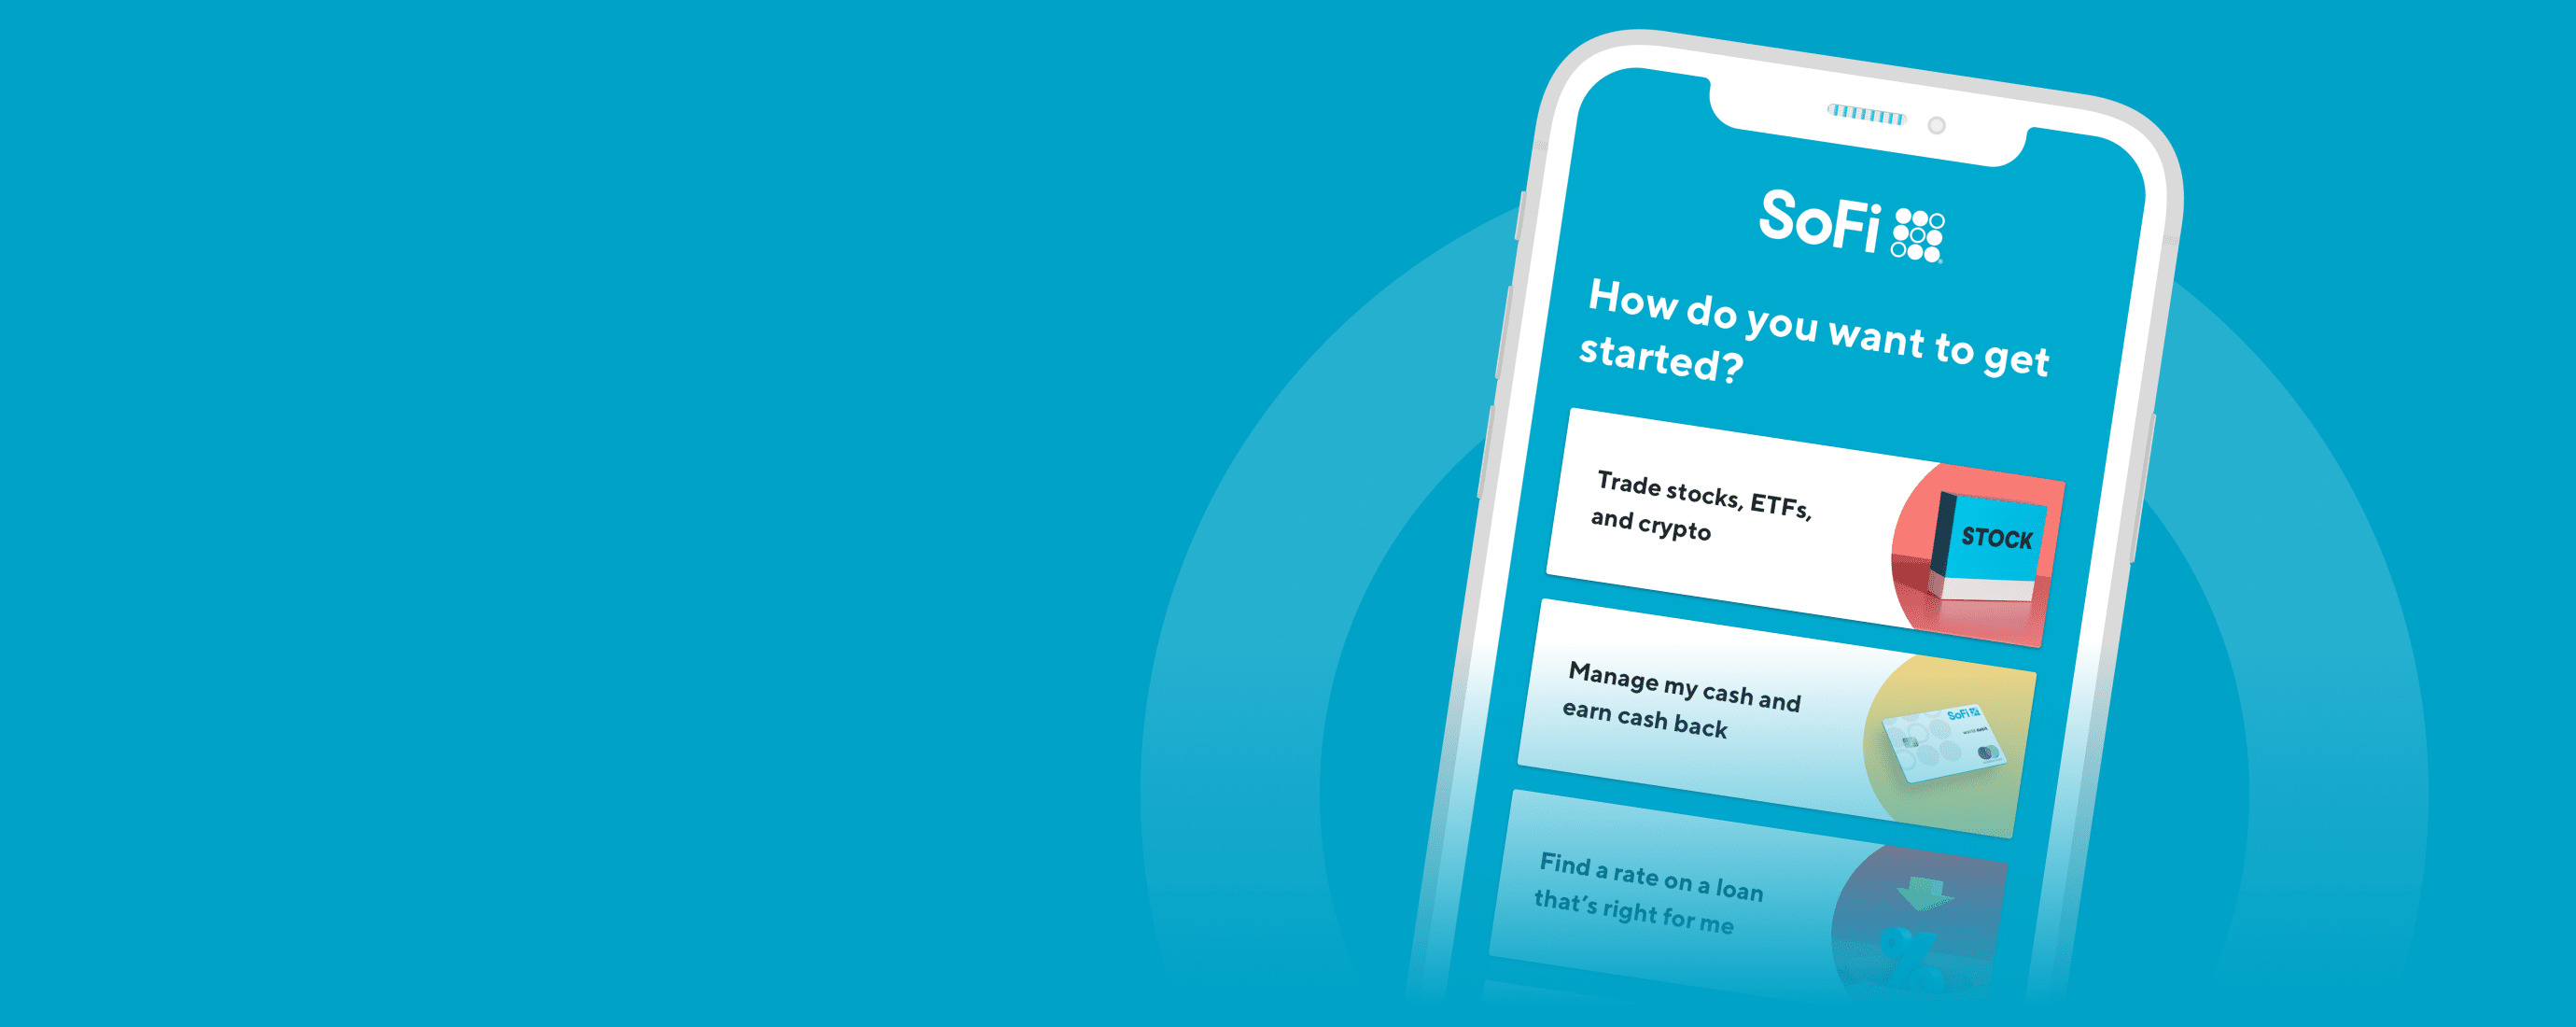 SoFi
How do you want to get
started?
Trade stocks, ETFs,
and crypto
STOCK
Manage my cash and
earn cash back
SoFi
Find a rate on a loan
that's right for me
%